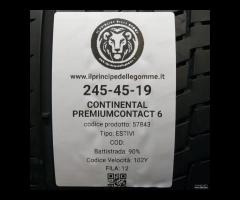 www.ilprincipedellegomme.it
245-45-19
CONTINENTAL
PREMIUMCONTACT 6
codice prodotto: 57843
Tipo: ESTIVI
COD:
Battistrada: 90%
Codice Velocità: 102Y
FILA: 12